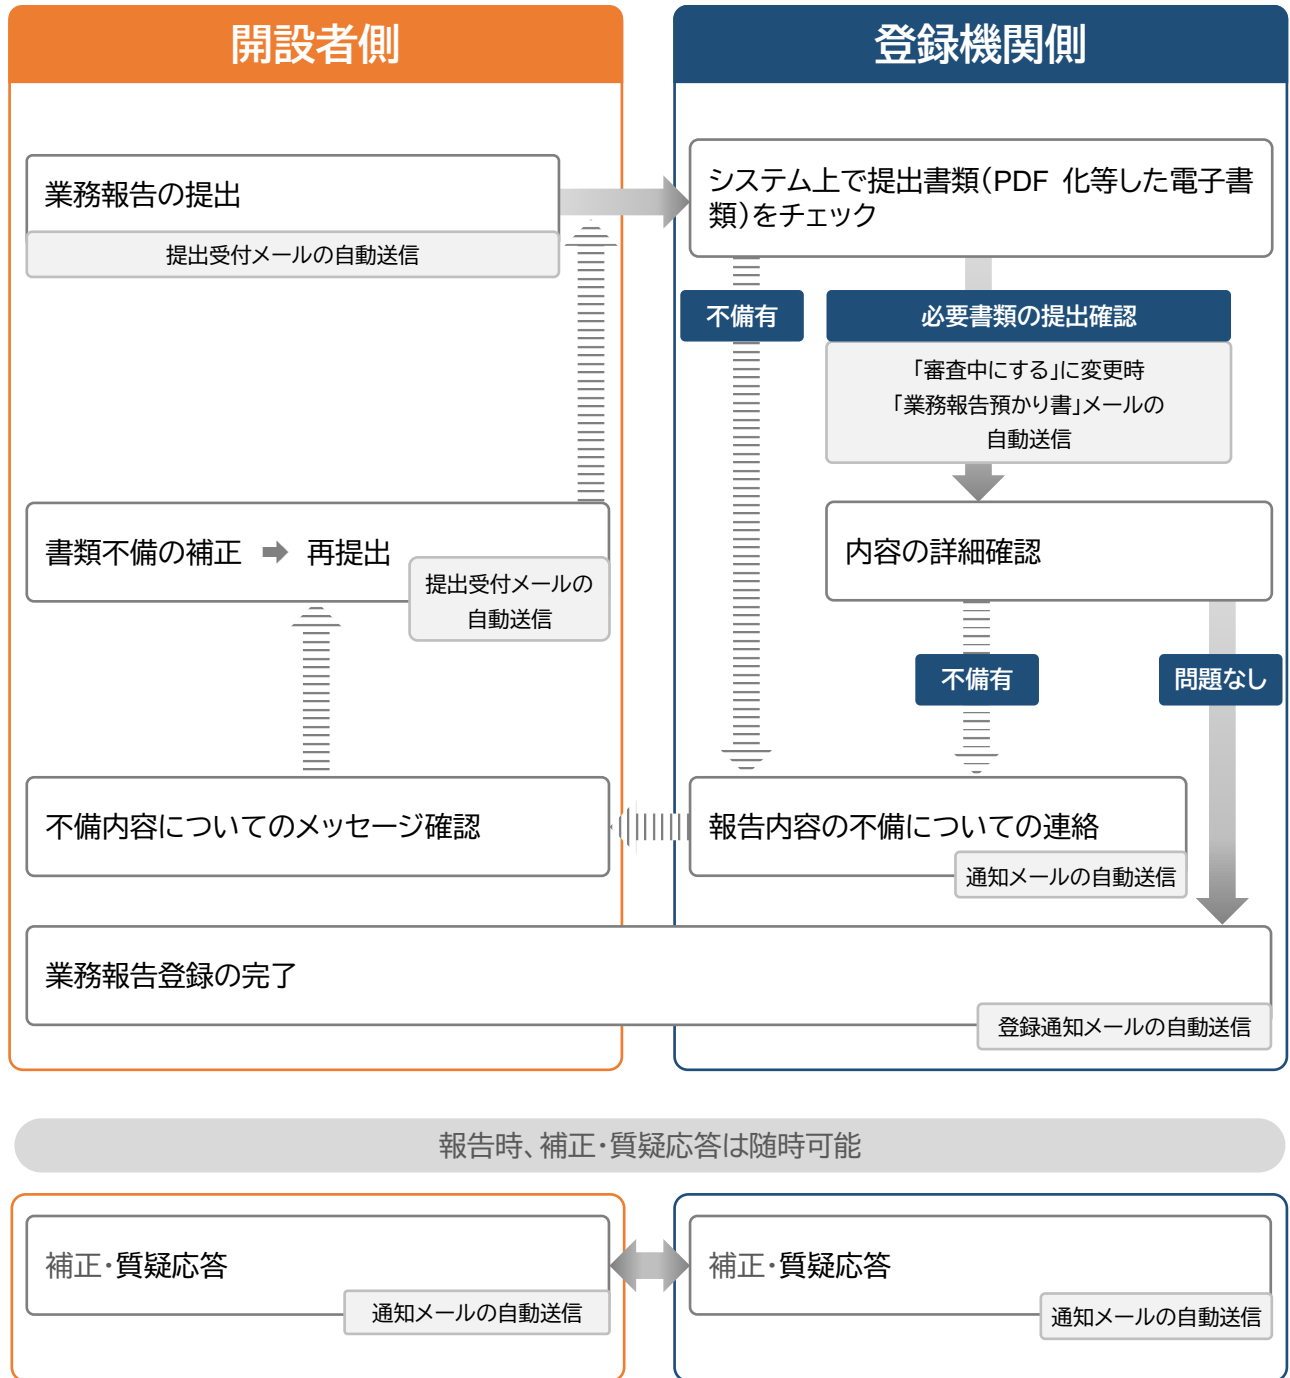 開設者側
登録機関側
業務報告の提出
提出受付メールの自動送信
システム上で提出書類(PDF 化等した電子書
類)をチェック
不備有
必要書類の提出確認
「審査中にする」に変更時
「業務報告預かり書」メールの
自動送信
書類不備の補正 ➡ 再提出
提出受付メールの
自動送信
内容の詳細確認
不備有
問題なし
不備内容についてのメッセージ確認
報告内容の不備についての連絡
通知メールの自動送信
業務報告登録の完了
登録通知メールの自動送信
報告時、補正・質疑応答は随時可能
補正・質疑応答
通知メールの自動送信
補正・質疑応答
通知メールの自動送信